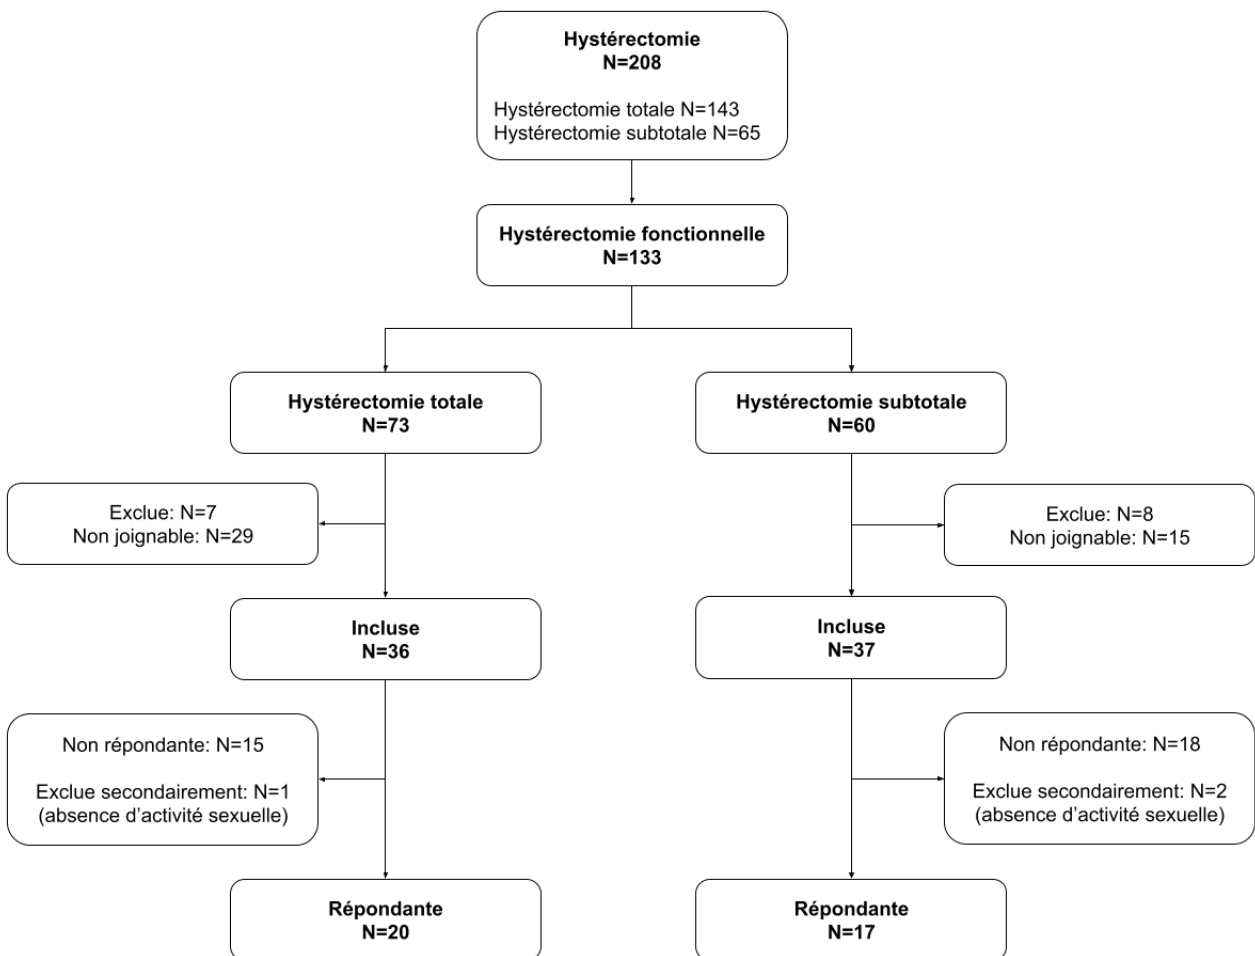 Hystérectomie
N=208
Hystérectomie totale N=143
Hystérectomie subtotale N=65
Hystérectomie fonctionnelle
N=133
Hystérectomie totale
N=73
Hystérectomie subtotale
N=60
Exclue: N=7
Non joignable: N=29
Exclue: N=8
Non joignable: N=15
Incluse
N=36
Incluse
N=37
Non répondante: N=15
Exclue secondairement: N=1
(absence d'activité sexuelle)
Non répondante: N=18
Exclue secondairement: N=2
(absence d'activité sexuelle)
Répondante
N=20
Répondante
N=17